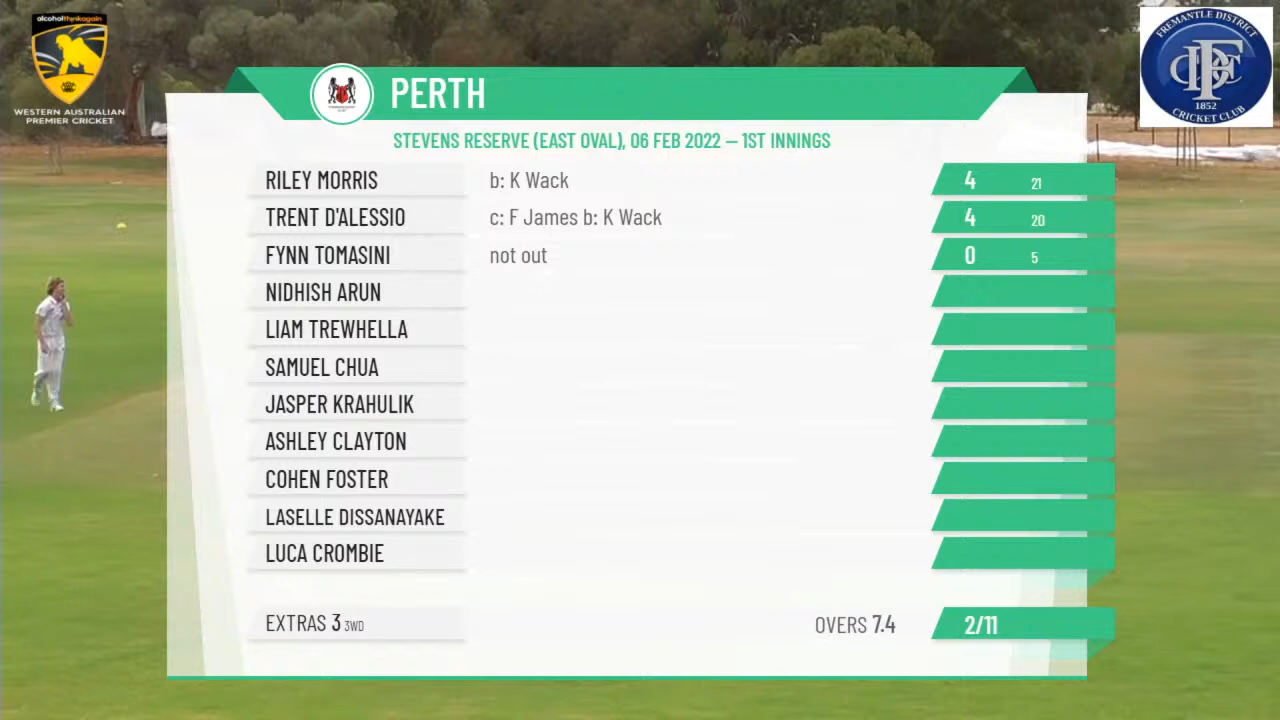 alcoholthinkagain
WESTERN AUSTRALIAN
PREMIER CRICKET
FREMANTLE DISTRICT
1852
CRICKET CLUB
PERTH
STEVENS RESERVE (EAST OVAL), 06 FEB 2022 – 1ST INNINGS
RILEY MORRIS b: K Wack 4 21
TRENT D'ALESSIO c: F James b: K Wack 4 20
FYNN TOMASINI not out 0 5
NIDHISH ARUN
LIAM TREWHELLA
SAMUEL CHUA
JASPER KRAHULIK
ASHLEY CLAYTON
COHEN FOSTER
LASELLE DISSANAYAKE
LUCA CROMBIE
EXTRAS 3 3WD OVERS 7.4 2/11